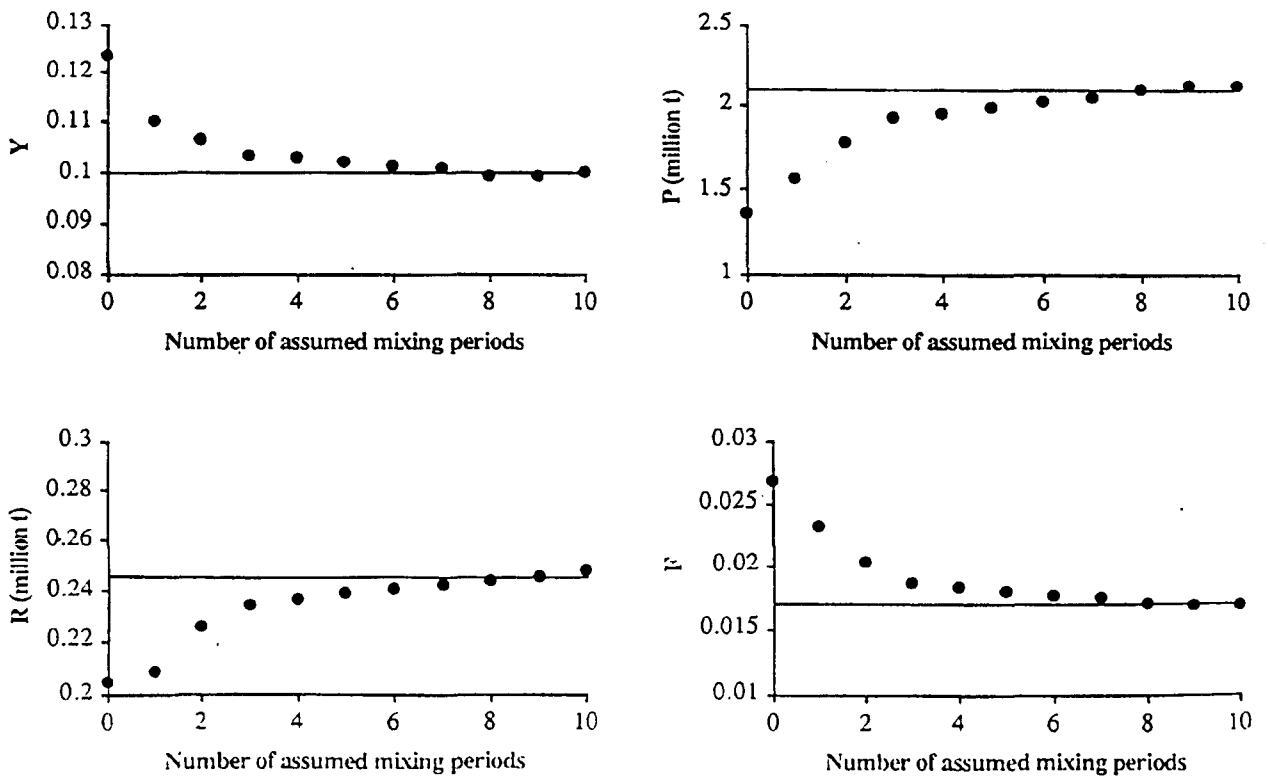 0.13
0.12
0.11
0.1
0.09
0.08
Y
0 2 4 6 8 10
Number of assumed mixing periods
2.5
2
1.5
1
P (million t)
0 2 4 6 8 10
Number of assumed mixing periods
0.3
0.28
0.26
0.24
0.22
0.2
R (million t)
0 2 4 6 8 10
Number of assumed mixing periods
0.03
0.025
0.02
0.015
0.01
F
0 2 4 6 8 10
Number of assumed mixing periods